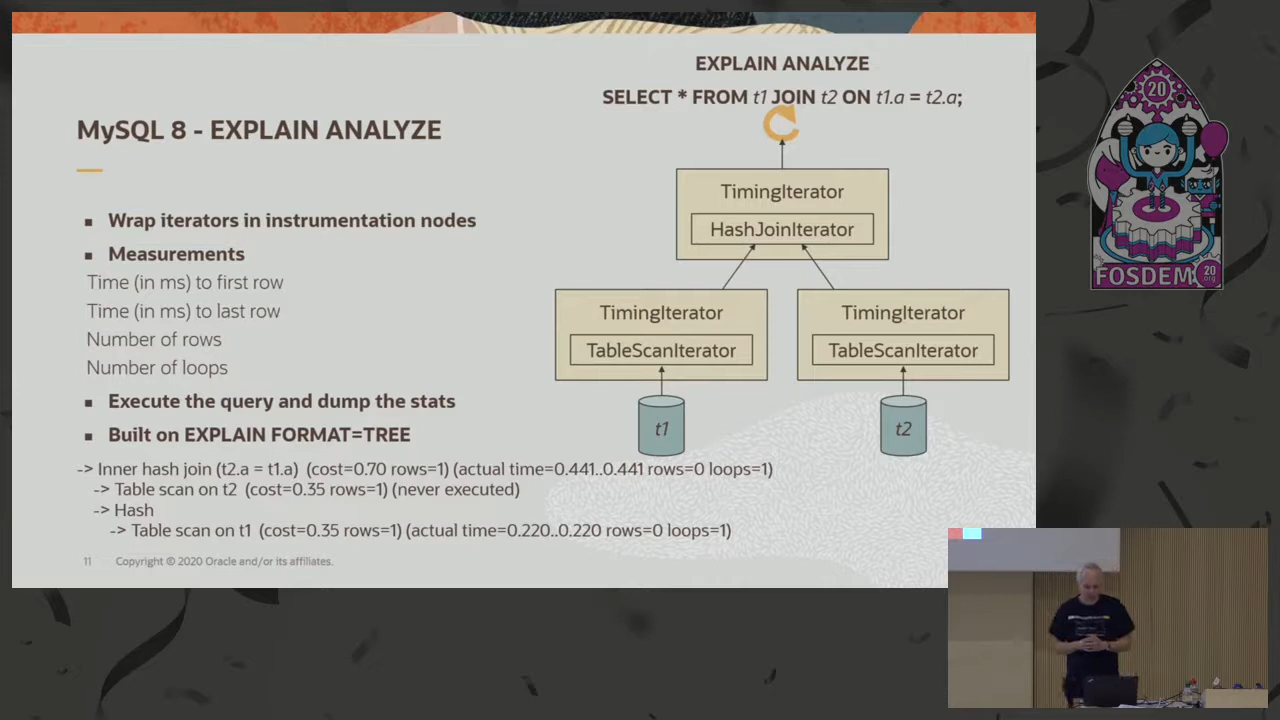 EXPLAIN ANALYZE
SELECT * FROM t1 JOIN t2 ON t1.a = t2.a;
MySQL 8 - EXPLAIN ANALYZE
▪ Wrap iterators in instrumentation nodes
▪ Measurements
Time (in ms) to first row
Time (in ms) to last row
Number of rows
Number of loops
▪ Execute the query and dump the stats
▪ Built on EXPLAIN FORMAT=TREE
TimingIterator
HashJoinIterator
TimingIterator
TableScanIterator
TimingIterator
TableScanIterator
t1
t2
-> Inner hash join (t2.a = t1.a) (cost=0.70 rows=1) (actual time=0.441..0.441 rows=0 loops=1)
-> Table scan on t2 (cost=0.35 rows=1) (never executed)
-> Hash
-> Table scan on t1 (cost=0.35 rows=1) (actual time=0.220..0.220 rows=0 loops=1)
11 Copyright © 2020 Oracle and/or its affiliates.
20
FOSDEM
20
.org